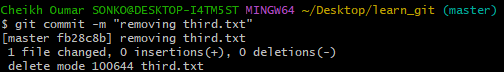 Cheikh Oumar SONKO@DESKTOP-I4TM5ST MINGW64 ~/Desktop/learn_git (master)
$ git commit -m "removing third.txt"
[master fb28c8b] removing third.txt
 1 file changed, 0 insertions(+), 0 deletions(-)
 delete mode 100644 third.txt